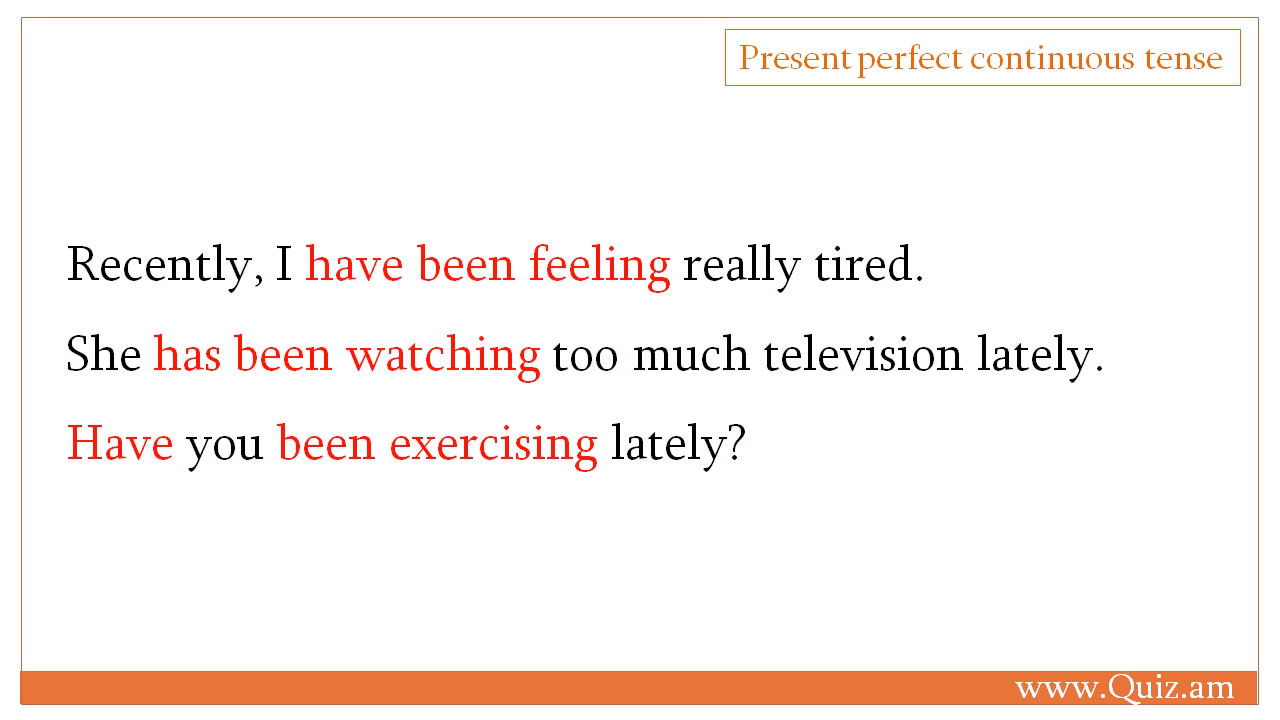 Present perfect continuous tense
Recently, I have been feeling really tired.
She has been watching too much television lately.
Have you been exercising lately?
www.Quiz.am